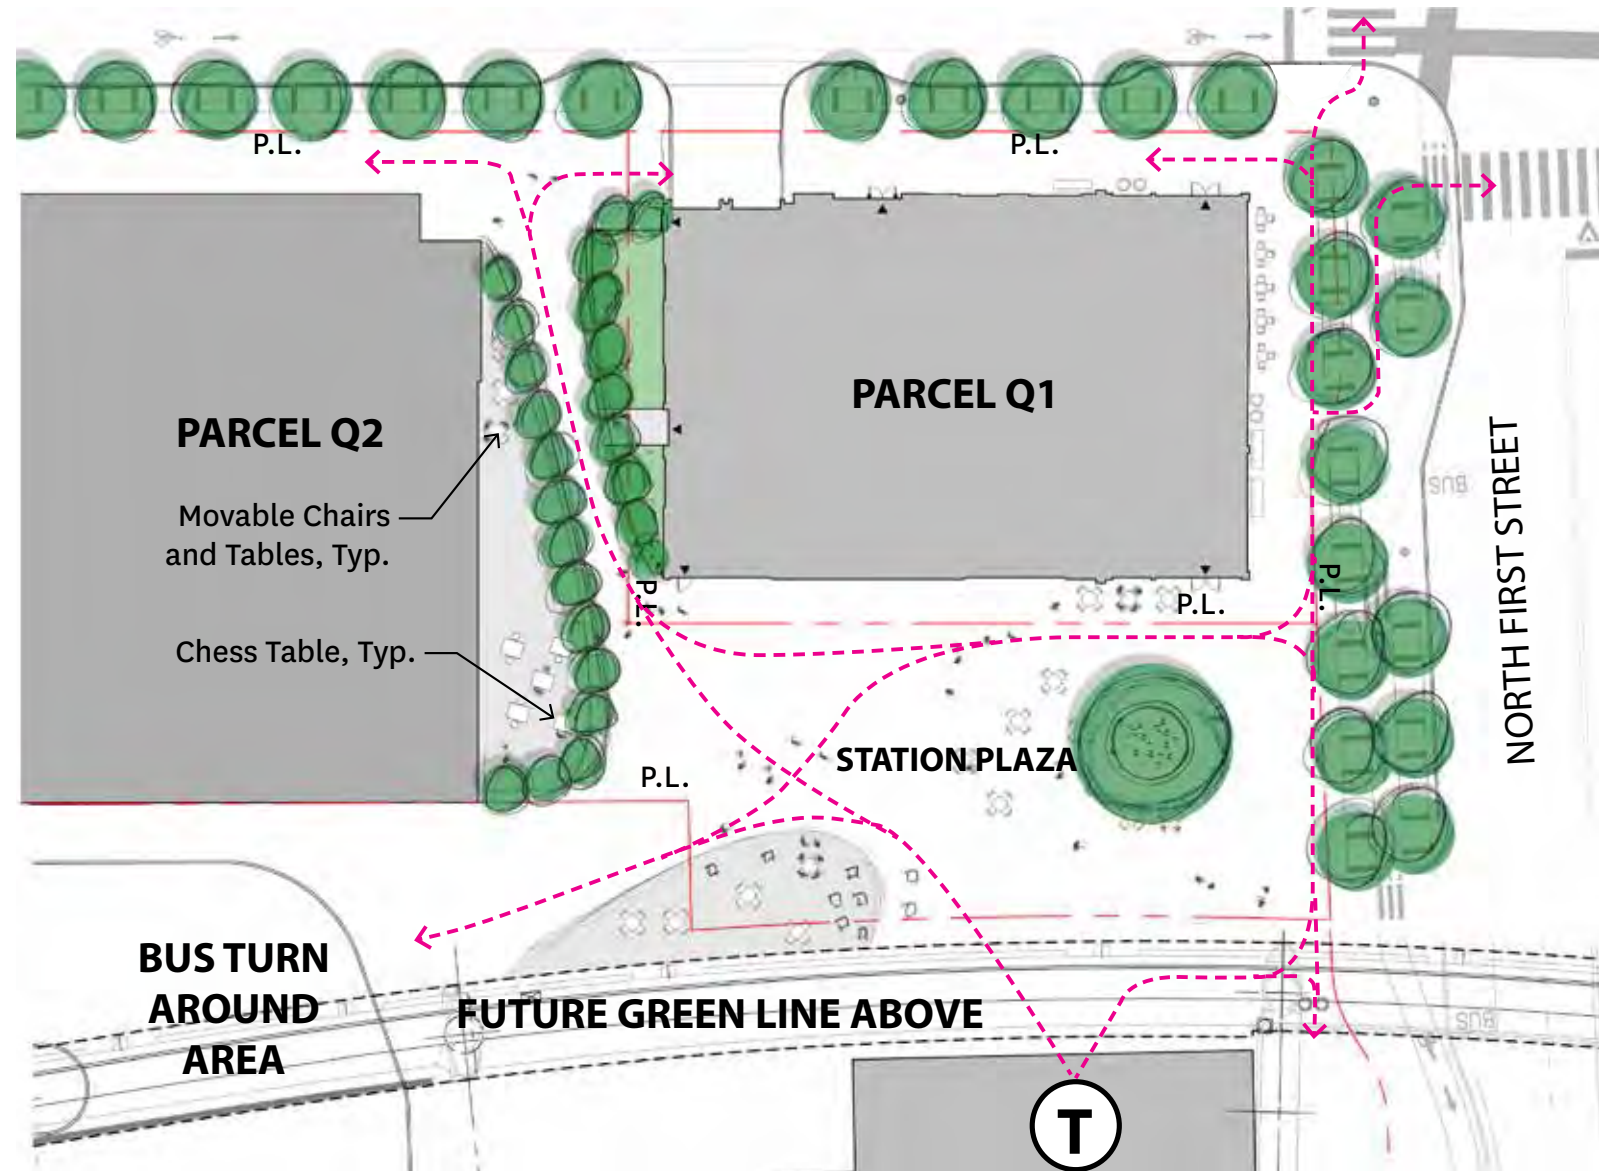 P.L.
P.L.
PARCEL Q1
PARCEL Q2
Movable Chairs
and Tables, Typ.
BUS
NORTH FIRST STREET
P.L.
P.L.
P.L.
Chess Table, Typ.
STATION PLAZA
P.L.
BUS TURN
AROUND
AREA
FUTURE GREEN LINE ABOVE
BUS
T